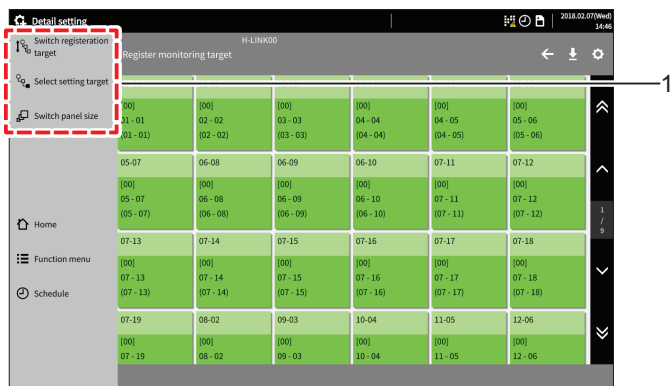 Detail setting
2018.02.07(Wed)
14:46
Switch registeration
target
Select setting target
Switch panel size
Home
Function menu
Schedule
H-LINK00
Register monitoring target
[00] [00] [00] [00] [00] [00]
01 - 01 02 - 02 03 - 03 04 - 04 04 - 05 05 - 06
(01 - 01) (02 - 02) (03 - 03) (04 - 04) (04 - 05) (05 - 06)
05-07 06-08 06-09 06-10 07-11 07-12
[00] [00] [00] [00] [00] [00]
05 - 07 06 - 08 06 - 09 06 - 10 07 - 11 07 - 12
(05 - 07) (06 - 08) (06 - 09) (06 - 10) (07 - 11) (07 - 12)
07-13 07-14 07-15 07-16 07-17 07-18
[00] [00] [00] [00] [00] [00]
07 - 13 07 - 14 07 - 15 07 - 16 07 - 17 07 - 18
(07 - 13) (07 - 14) (07 - 15) (07 - 16) (07 - 17) (07 - 18)
07-19 08-02 09-03 10-04 11-05 12-06
[00] [00] [00] [00] [00] [00]
07 - 19 08 - 02 09 - 03 10 - 04 11 - 05 12 - 06
1
/
9
1